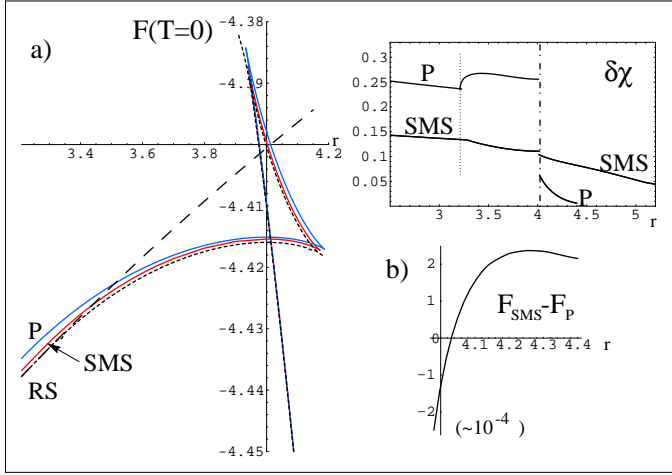 a)
F(T=0)
-4.38
-4.39
r
3.4
3.6
3.8
4.2
-4.41
-4.42
-4.43
-4.44
-4.45
P
SMS
RS
δχ
0.3
0.25
0.2
0.15
0.1
0.05
P
SMS
SMS
P
3
3.5
4
4.5
5
r
b)
2
1
F_SMS-F_P
0
4.1
4.2
4.3
4.4
r
-1
-2
(~10^-4)